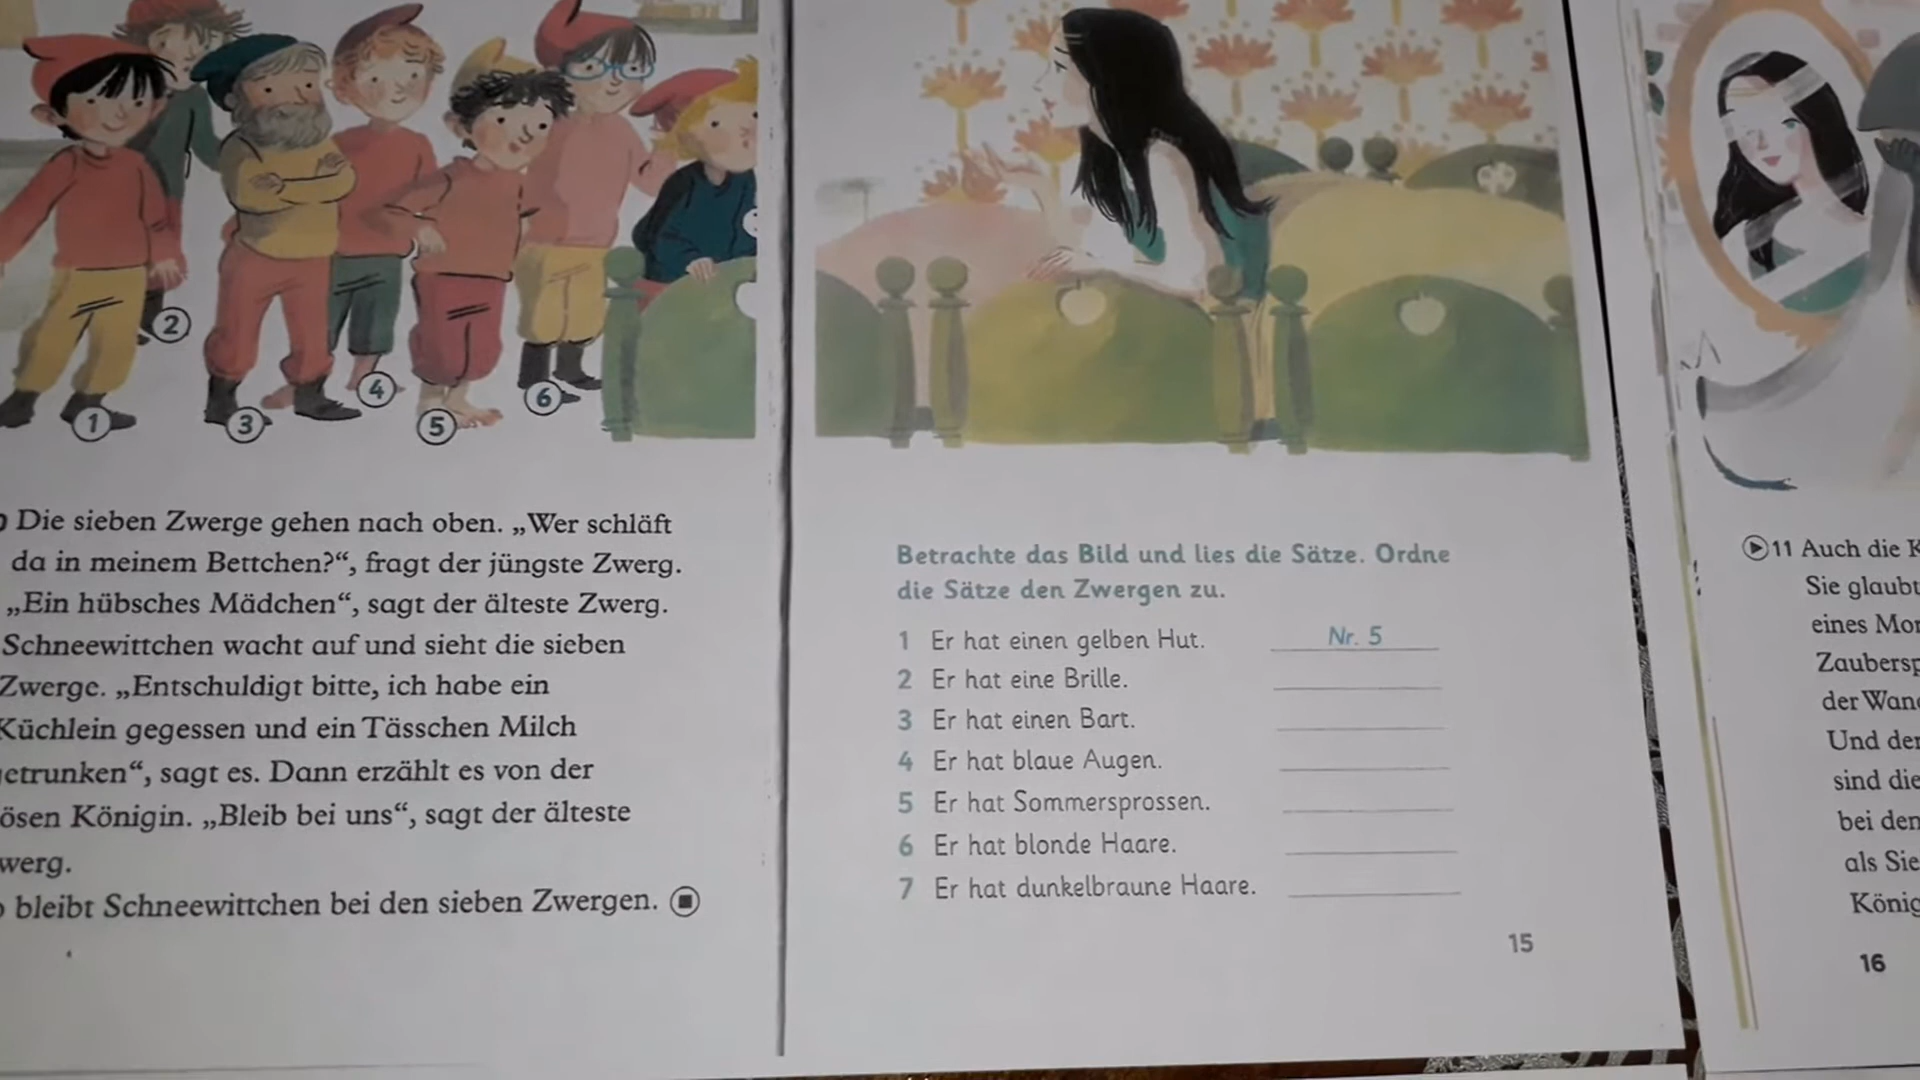 1
2
3
4
5
6
Die sieben Zwerge gehen nach oben. „Wer schläft
da in meinem Bettchen?“, fragt der jüngste Zwerg.
„Ein hübsches Mädchen“, sagt der älteste Zwerg.
Schneewittchen wacht auf und sieht die sieben
Zwerge. „Entschuldigt bitte, ich habe ein
Küchlein gegessen und ein Tässchen Milch
etrunken“, sagt es. Dann erzählt es von der
ösen Königin. „Bleib bei uns“, sagt der älteste
werg.
bleibt Schneewittchen bei den sieben Zwergen.
Betrachte das Bild und lies die Sätze. Ordne
die Sätze den Zwergen zu.
1 Er hat einen gelben Hut. Nr. 5
2 Er hat eine Brille.
3 Er hat einen Bart.
4 Er hat blaue Augen.
5 Er hat Sommersprossen.
6 Er hat blonde Haare.
7 Er hat dunkelbraune Haare.
15
11 Auch die K
Sie glaubt
eines Mor
Zaubersp
der Wand
Und der
sind die
bei den
als Sie
König
16